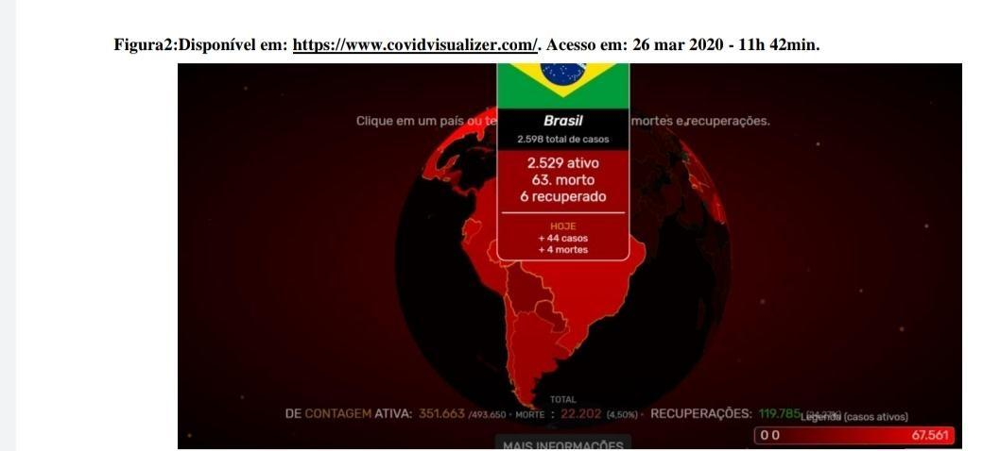 Figura2:Disponível em: https://www.covidvisualizer.com/. Acesso em: 26 mar 2020 - 11h 42min.
Clique em um país ou te mortes e recuperações.
Brasil
2.598 total de casos
2.529 ativo
63. morto
6 recuperado
HOJE
+ 44 casos
+ 4 mortes
TOTAL
DE CONTAGEM ATIVA: 351.663 /493.650 - MORTE : 22.202 (4,50%) - RECUPERAÇÕES: 119.785
Legenda (casos ativos)
0 0 67.561
MAIS INFORMAÇÕES